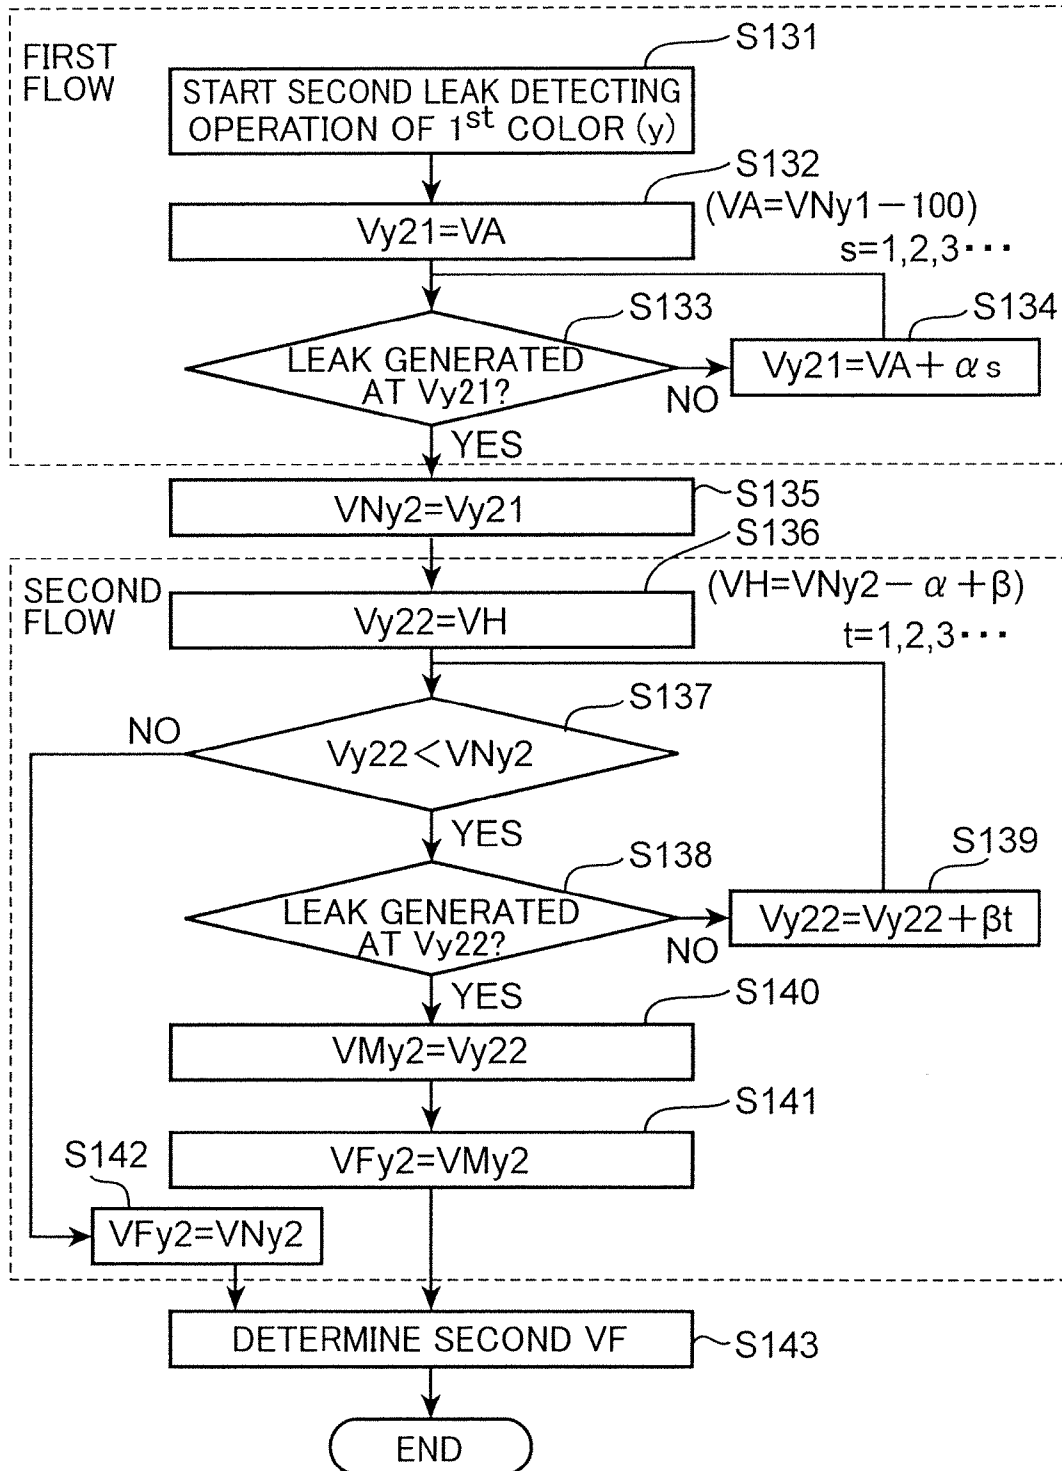 FIRST
FLOW
S131
START SECOND LEAK DETECTING
OPERATION OF 1st COLOR (y)
S132
Vy21=VA
(VA=VNy1−100)
s=1,2,3・・・
S133
LEAK GENERATED
AT Vy21?
NO
S134
Vy21=VA+αs
YES
S135
VNy2=Vy21
S136
SECOND
FLOW
Vy22=VH
(VH=VNy2−α+β)
t=1,2,3・・・
S137
NO
Vy22<VNy2
YES
S138
LEAK GENERATED
AT Vy22?
NO
S139
Vy22=Vy22+βt
YES
S140
VMy2=Vy22
S141
VFy2=VMy2
S142
VFy2=VNy2
DETERMINE SECOND VF
S143
END